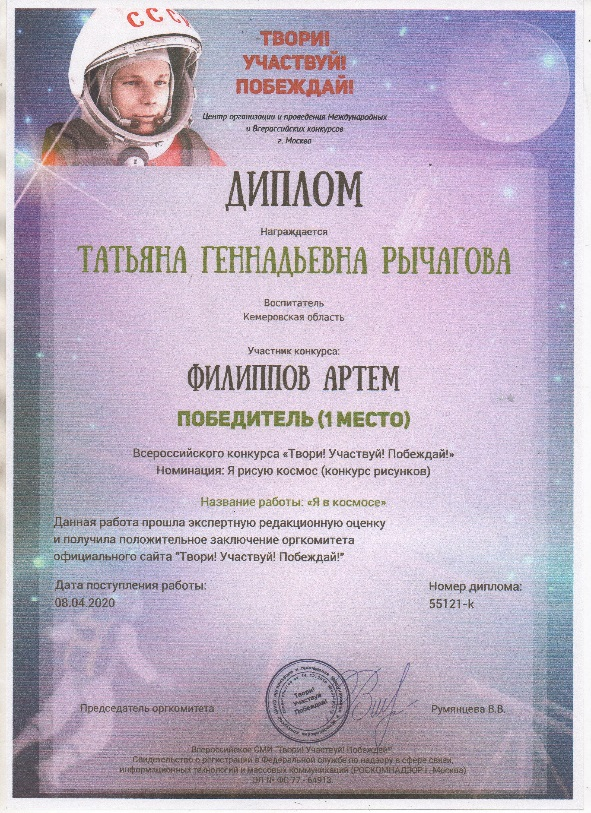 СССР
ТВОРИ!
УЧАСТВУЙ!
ПОБЕЖДАЙ!
Центр организации и проведения Международных
и Всероссийских конкурсов
г. Москва
ДИПЛОМ
Награждается
ТАТЬЯНА ГЕННАДЬЕВНА РЫЧАГОВА
Воспитатель
Кемеровская область
Участник конкурса:
ФИЛИППОВ АРТЕМ
ПОБЕДИТЕЛЬ (1 МЕСТО)
Всероссийского конкурса «Твори! Участвуй! Побеждай!»
Номинация: Я рисую космос (конкурс рисунков)
Название работы: «Я в космосе»
Данная работа прошла экспертную редакционную оценку
и получила положительное заключение оргкомитета
официального сайта "Твори! Участвуй! Побеждай!"
Дата поступления работы:
08.04.2020
Номер диплома:
55121-k
Твори!
Участвуй
Побеждай!
Председатель оргкомитета
Румянцева В.В.
Всероссийское СМИ "Твори! Участвуй! Побеждай!"
Свидетельство о регистрации в Федеральной службе по надзору в сфере связи,
информационных технологий и массовых коммуникаций (РОСКОМНАДЗОР г. Москва)
ЭЛ № ФС 77 - 64913.